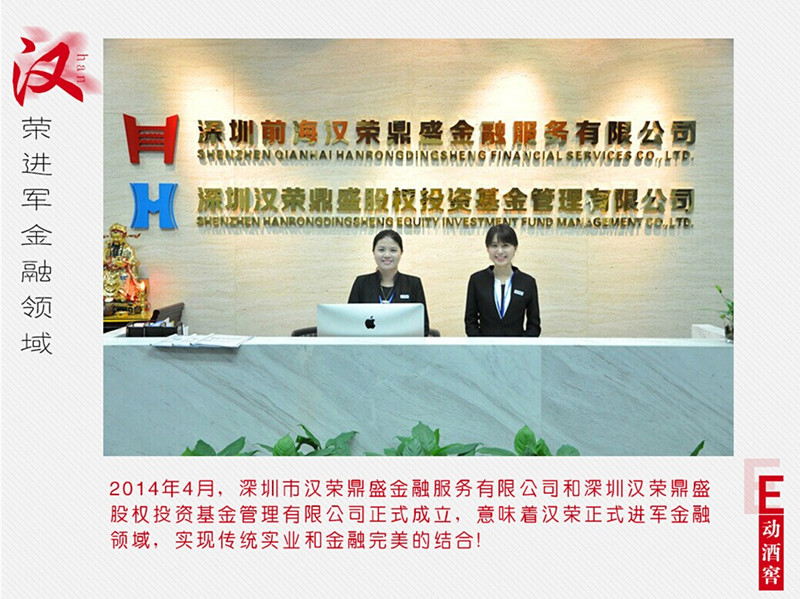 汉
han
荣进军金融领域
深圳前海汉荣鼎盛金融服务有限公司
SHENZHEN QIANHAI HANRONGDINGSHENG FINANCIAL SERVICES CO., LTD.
深圳汉荣鼎盛股权投资基金管理有限公司
SHENZHEN HANRONGDINGSHENG EQUITY INVESTMENT FUND MANAGEMENT CO.,LTD.
2014年4月，深圳市汉荣鼎盛金融服务有限公司和深圳汉荣鼎盛
股权投资基金管理有限公司正式成立，意味着汉荣正式进军金融
领域，实现传统实业和金融完美的结合!
E
E
动酒窖